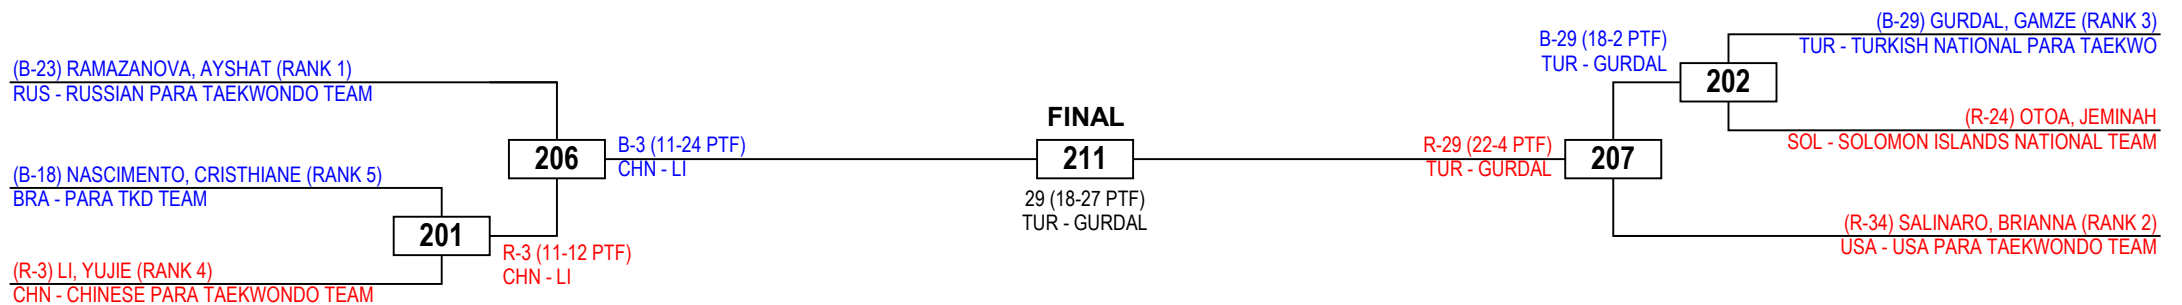 (B-23) RAMAZANOVA, AYSHAT (RANK 1)
RUS - RUSSIAN PARA TAEKWONDO TEAM
(B-18) NASCIMENTO, CRISTHIANE (RANK 5)
BRA - PARA TKD TEAM
(R-3) LI, YUJIE (RANK 4)
CHN - CHINESE PARA TAEKWONDO TEAM
201
R-3 (11-12 PTF)
CHN - LI
206
B-3 (11-24 PTF)
CHN - LI
FINAL
211
29 (18-27 PTF)
TUR - GURDAL
R-29 (22-4 PTF)
TUR - GURDAL
207
B-29 (18-2 PTF)
TUR - GURDAL
202
(B-29) GURDAL, GAMZE (RANK 3)
TUR - TURKISH NATIONAL PARA TAEKWO
(R-24) OTOA, JEMINAH
SOL - SOLOMON ISLANDS NATIONAL TEAM
(R-34) SALINARO, BRIANNA (RANK 2)
USA - USA PARA TAEKWONDO TEAM